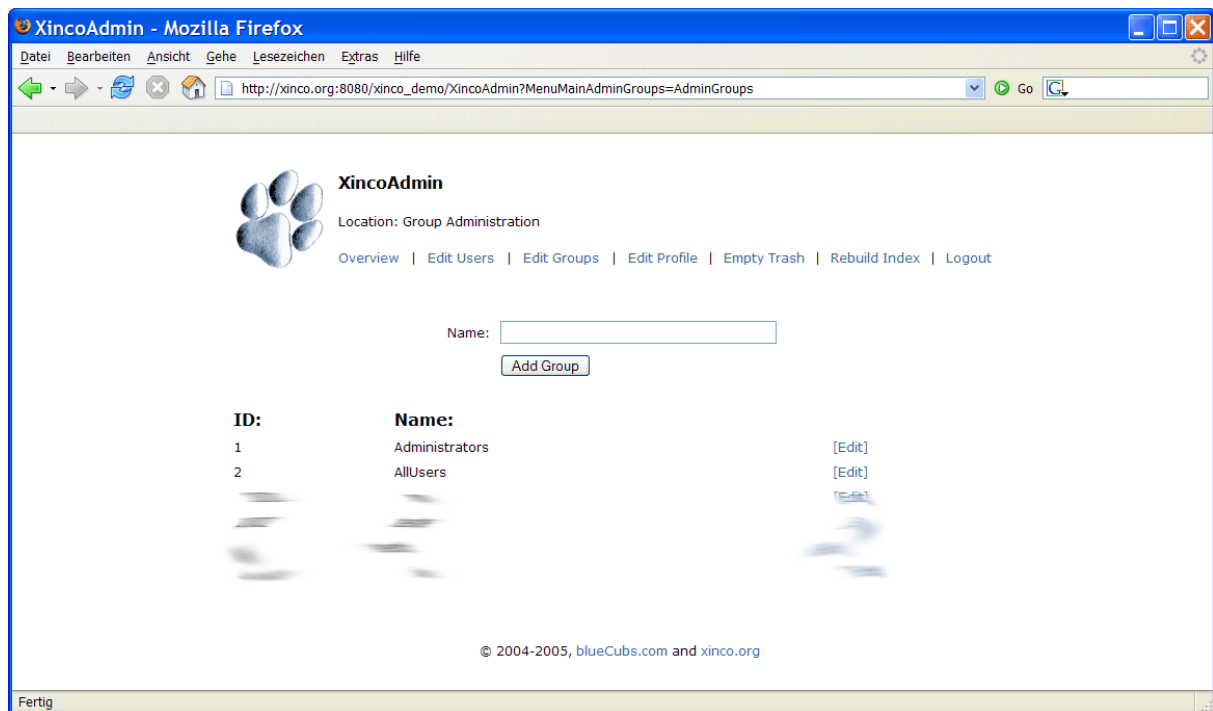 XincoAdmin - Mozilla Firefox
Datei Bearbeiten Ansicht Gehe Lesezeichen Extras Hilfe
http://xinco.org:8080/xinco_demo/XincoAdmin?MenuMainAdminGroups=AdminGroups Go G
XincoAdmin
Location: Group Administration
Overview | Edit Users | Edit Groups | Edit Profile | Empty Trash | Rebuild Index | Logout
Name:
Add Group
ID: Name:
1 Administrators [Edit]
2 AllUsers [Edit]
[Edit]
© 2004-2005, blueCubs.com and xinco.org
Fertig